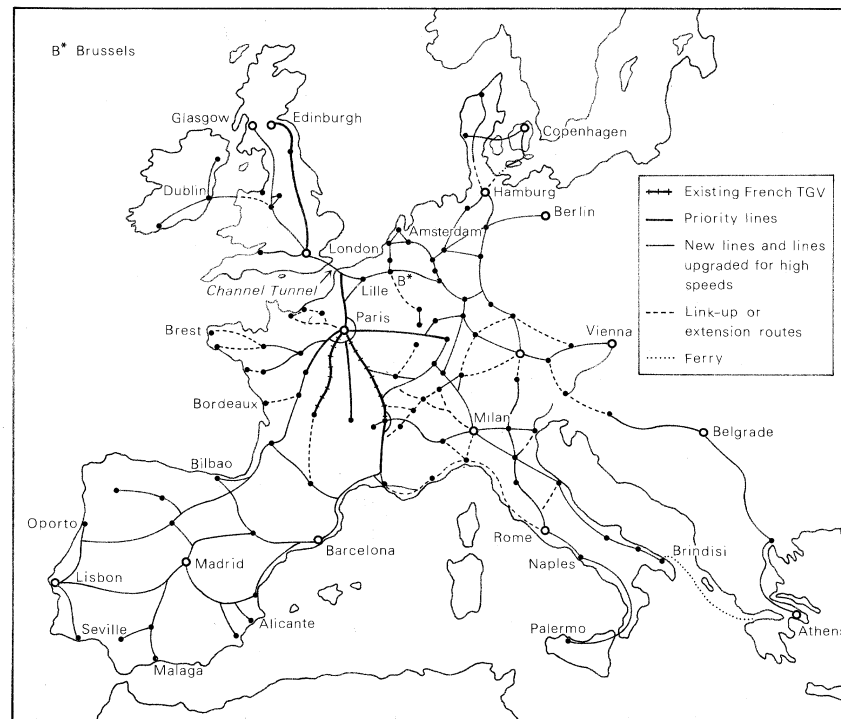 B* Brussels
Glasgow
Edinburgh
Copenhagen
Dublin
Hamburg
Berlin
Amsterdam
London
Channel Tunnel
Lille
B*
Paris
Brest
Vienna
Bordeaux
Milan
Belgrade
Bilbao
Oporto
Rome
Brindisi
Madrid
Barcelona
Naples
Lisbon
Seville
Alicante
Palermo
Athens
Malaga
Existing French TGV
Priority lines
New lines and lines
upgraded for high
speeds
Link-up or
extension routes
Ferry